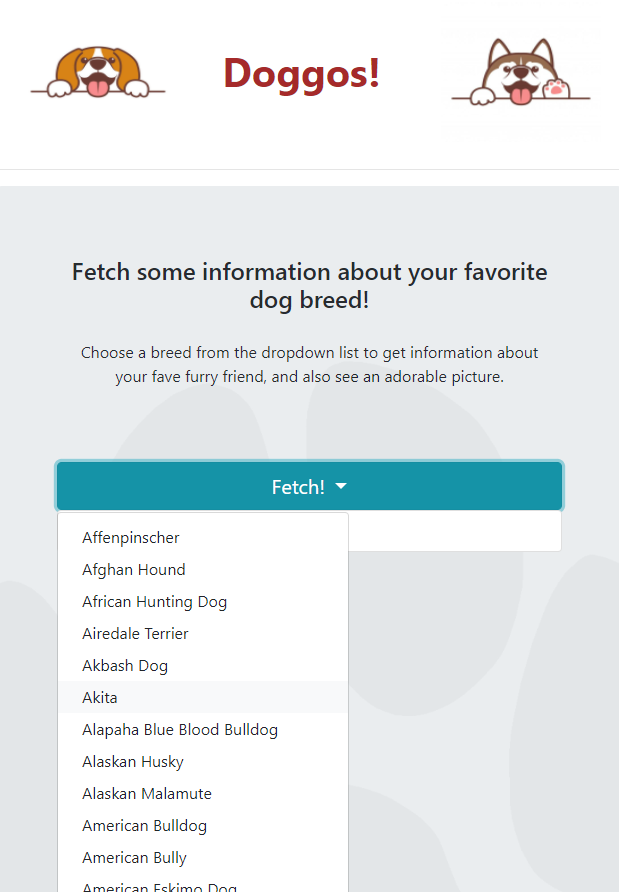 Doggos!
Fetch some information about your favorite
dog breed!
Choose a breed from the dropdown list to get information about
your fave furry friend, and also see an adorable picture.
Fetch!
Affenpinscher
Afghan Hound
African Hunting Dog
Airedale Terrier
Akbash Dog
Akita
Alapaha Blue Blood Bulldog
Alaskan Husky
Alaskan Malamute
American Bulldog
American Bully
American Eskimo Dog